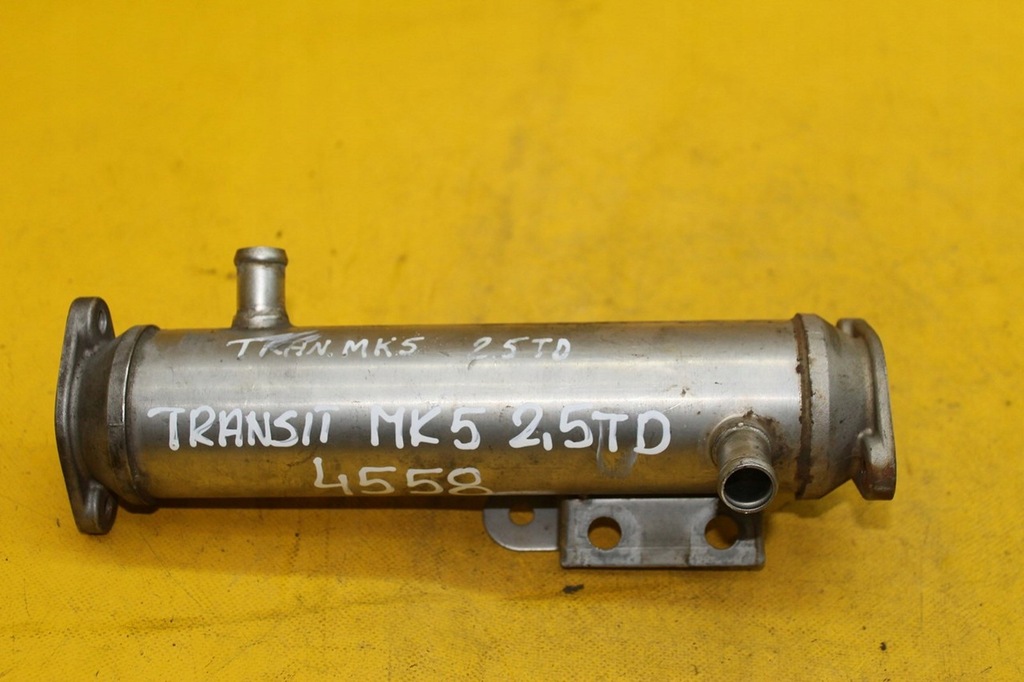 TRAN. MK5 2.5TD
TRANSIT MK5 2,5TD
4558